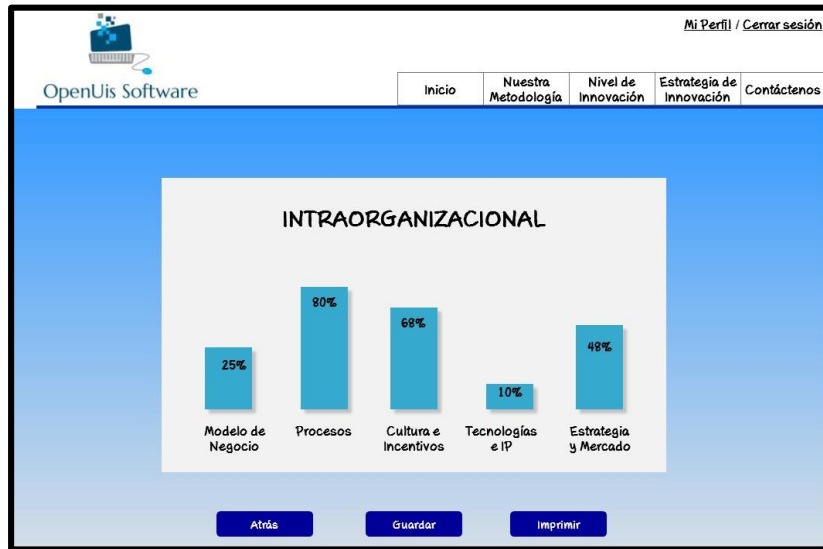 Mi Perfil / Cerrar sesión
OpenUis Software
Inicio
Nuestra
Metodología
Nivel de
Innovación
Estrategia de
Innovación
Contáctenos
INTRAORGANIZACIONAL
25%
80%
68%
10%
48%
Modelo de
Negocio
Procesos
Cultura e
Incentivos
Tecnologías
e IP
Estrategia
y Mercado
Atrás
Guardar
Imprimir